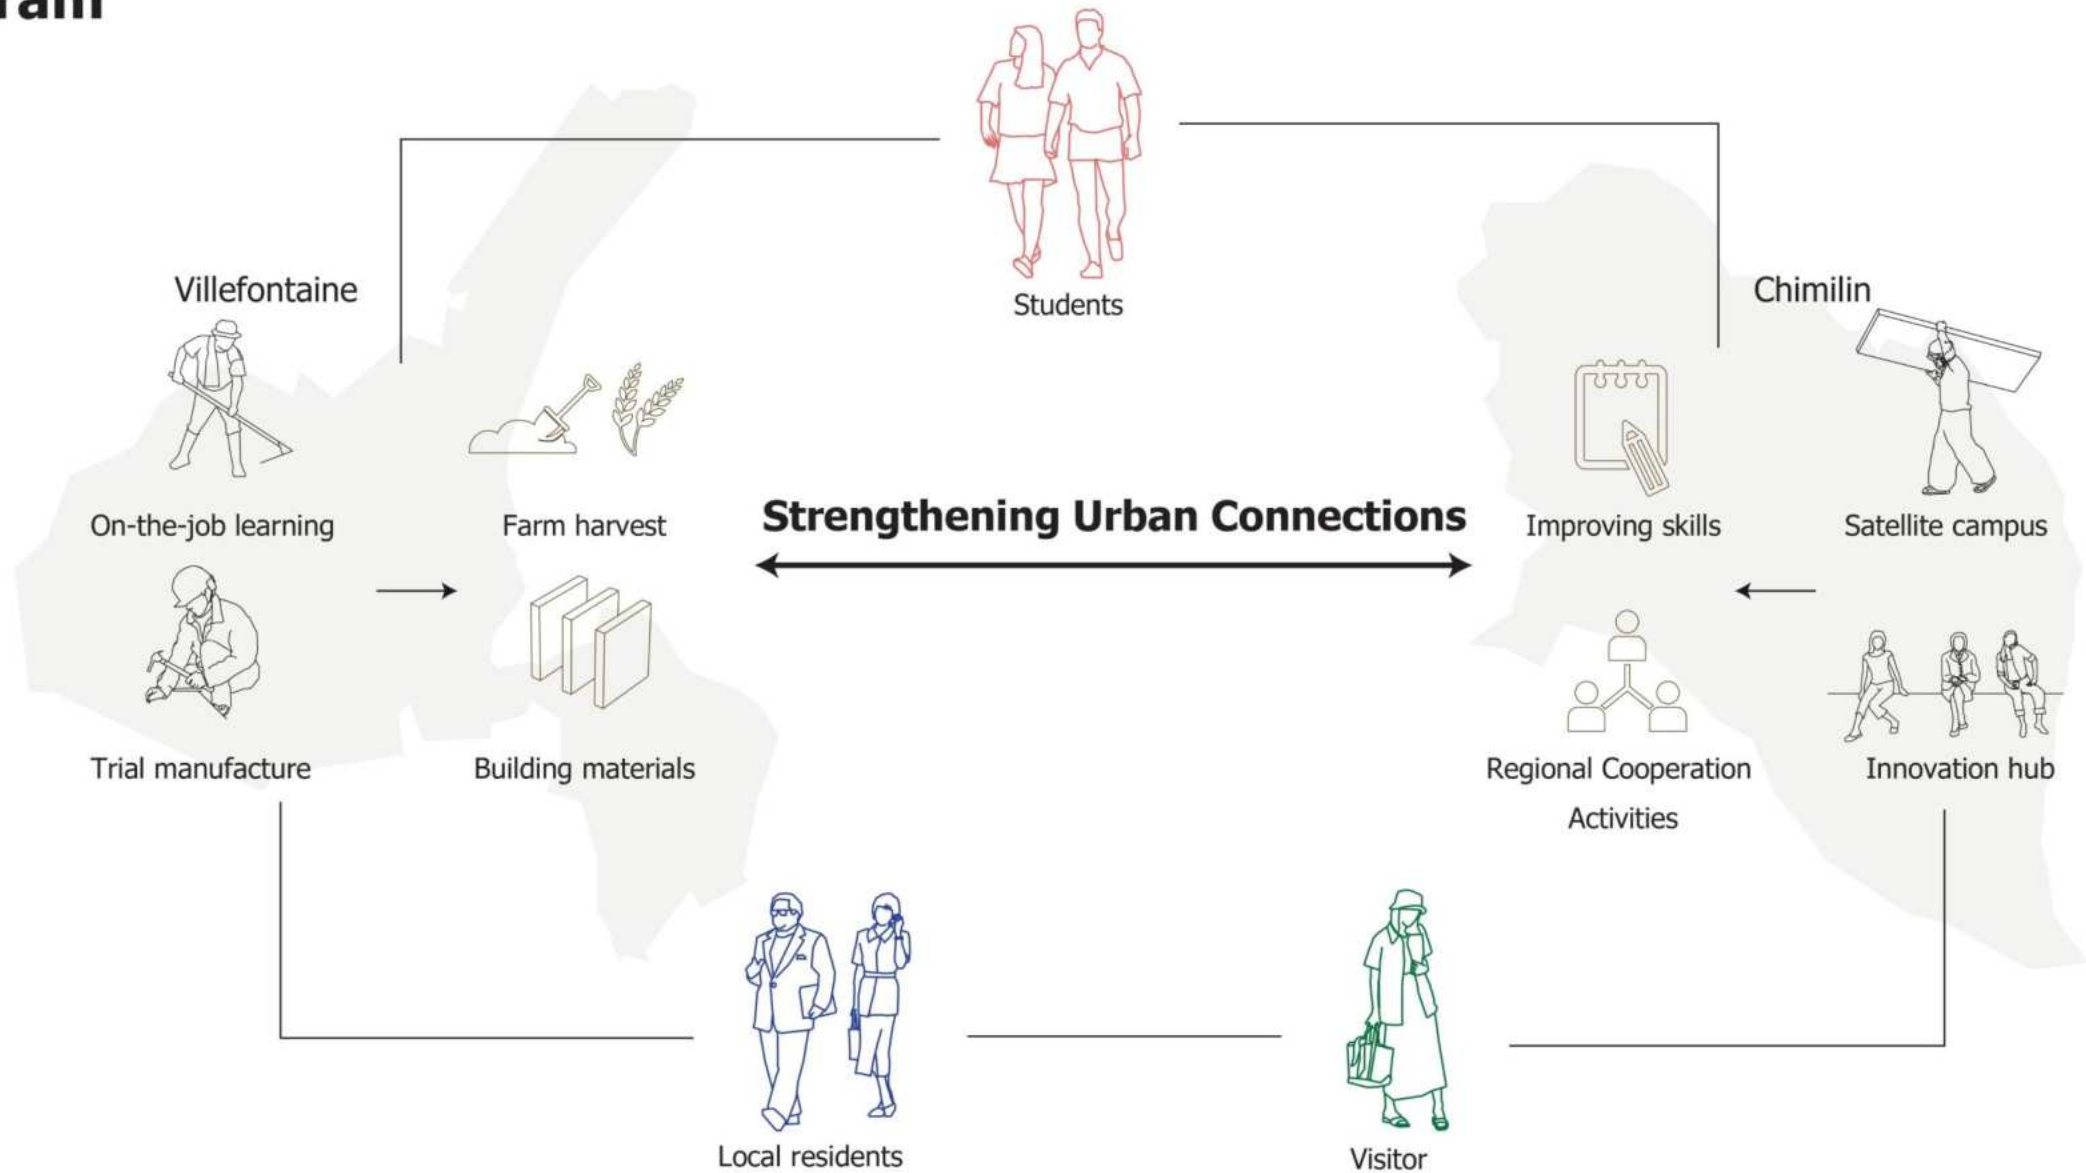 Students
Villefontaine
Chimilin
On-the-job learning
Farm harvest
Strengthening Urban Connections
Improving skills
Satellite campus
Trial manufacture
Building materials
Regional Cooperation
Activities
Innovation hub
Local residents
Visitor